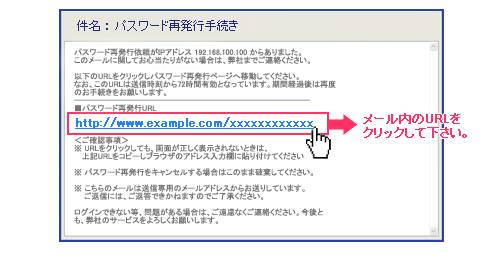 件名：パスワード再発行手続き
パスワード再発行依頼がIPアドレス 192.168.100.100 からありました。
このメールに関してお心当たりがない場合は、弊社までご連絡ください。
以下のURLをクリックしパスワード再発行ページへ移動してください。
なお、このURLは送信時刻から72時間有効となっています。期間経過後は再度
のお手続きをお願いします。
■パスワード再発行URL
http://www.example.com/xxxxxxxxxxxx
メール内のURLを
クリックして下さい。
＜ご確認事項＞
※ URLをクリックしても、画面が正しく表示されないときは、
上記URLをコピーしブラウザのアドレス入力欄に貼り付けてください
※ パスワード再発行をキャンセルする場合はこのまま破棄してください。
※ こちらのメールは送信専用のメールアドレスからお送りしています。
ご返信には、ご返答できかねますのでご了承ください。
ログインできない等、問題がある場合は、ご遠慮なくご連絡ください。今後と
も、弊社のサービスをよろしくお願いします。